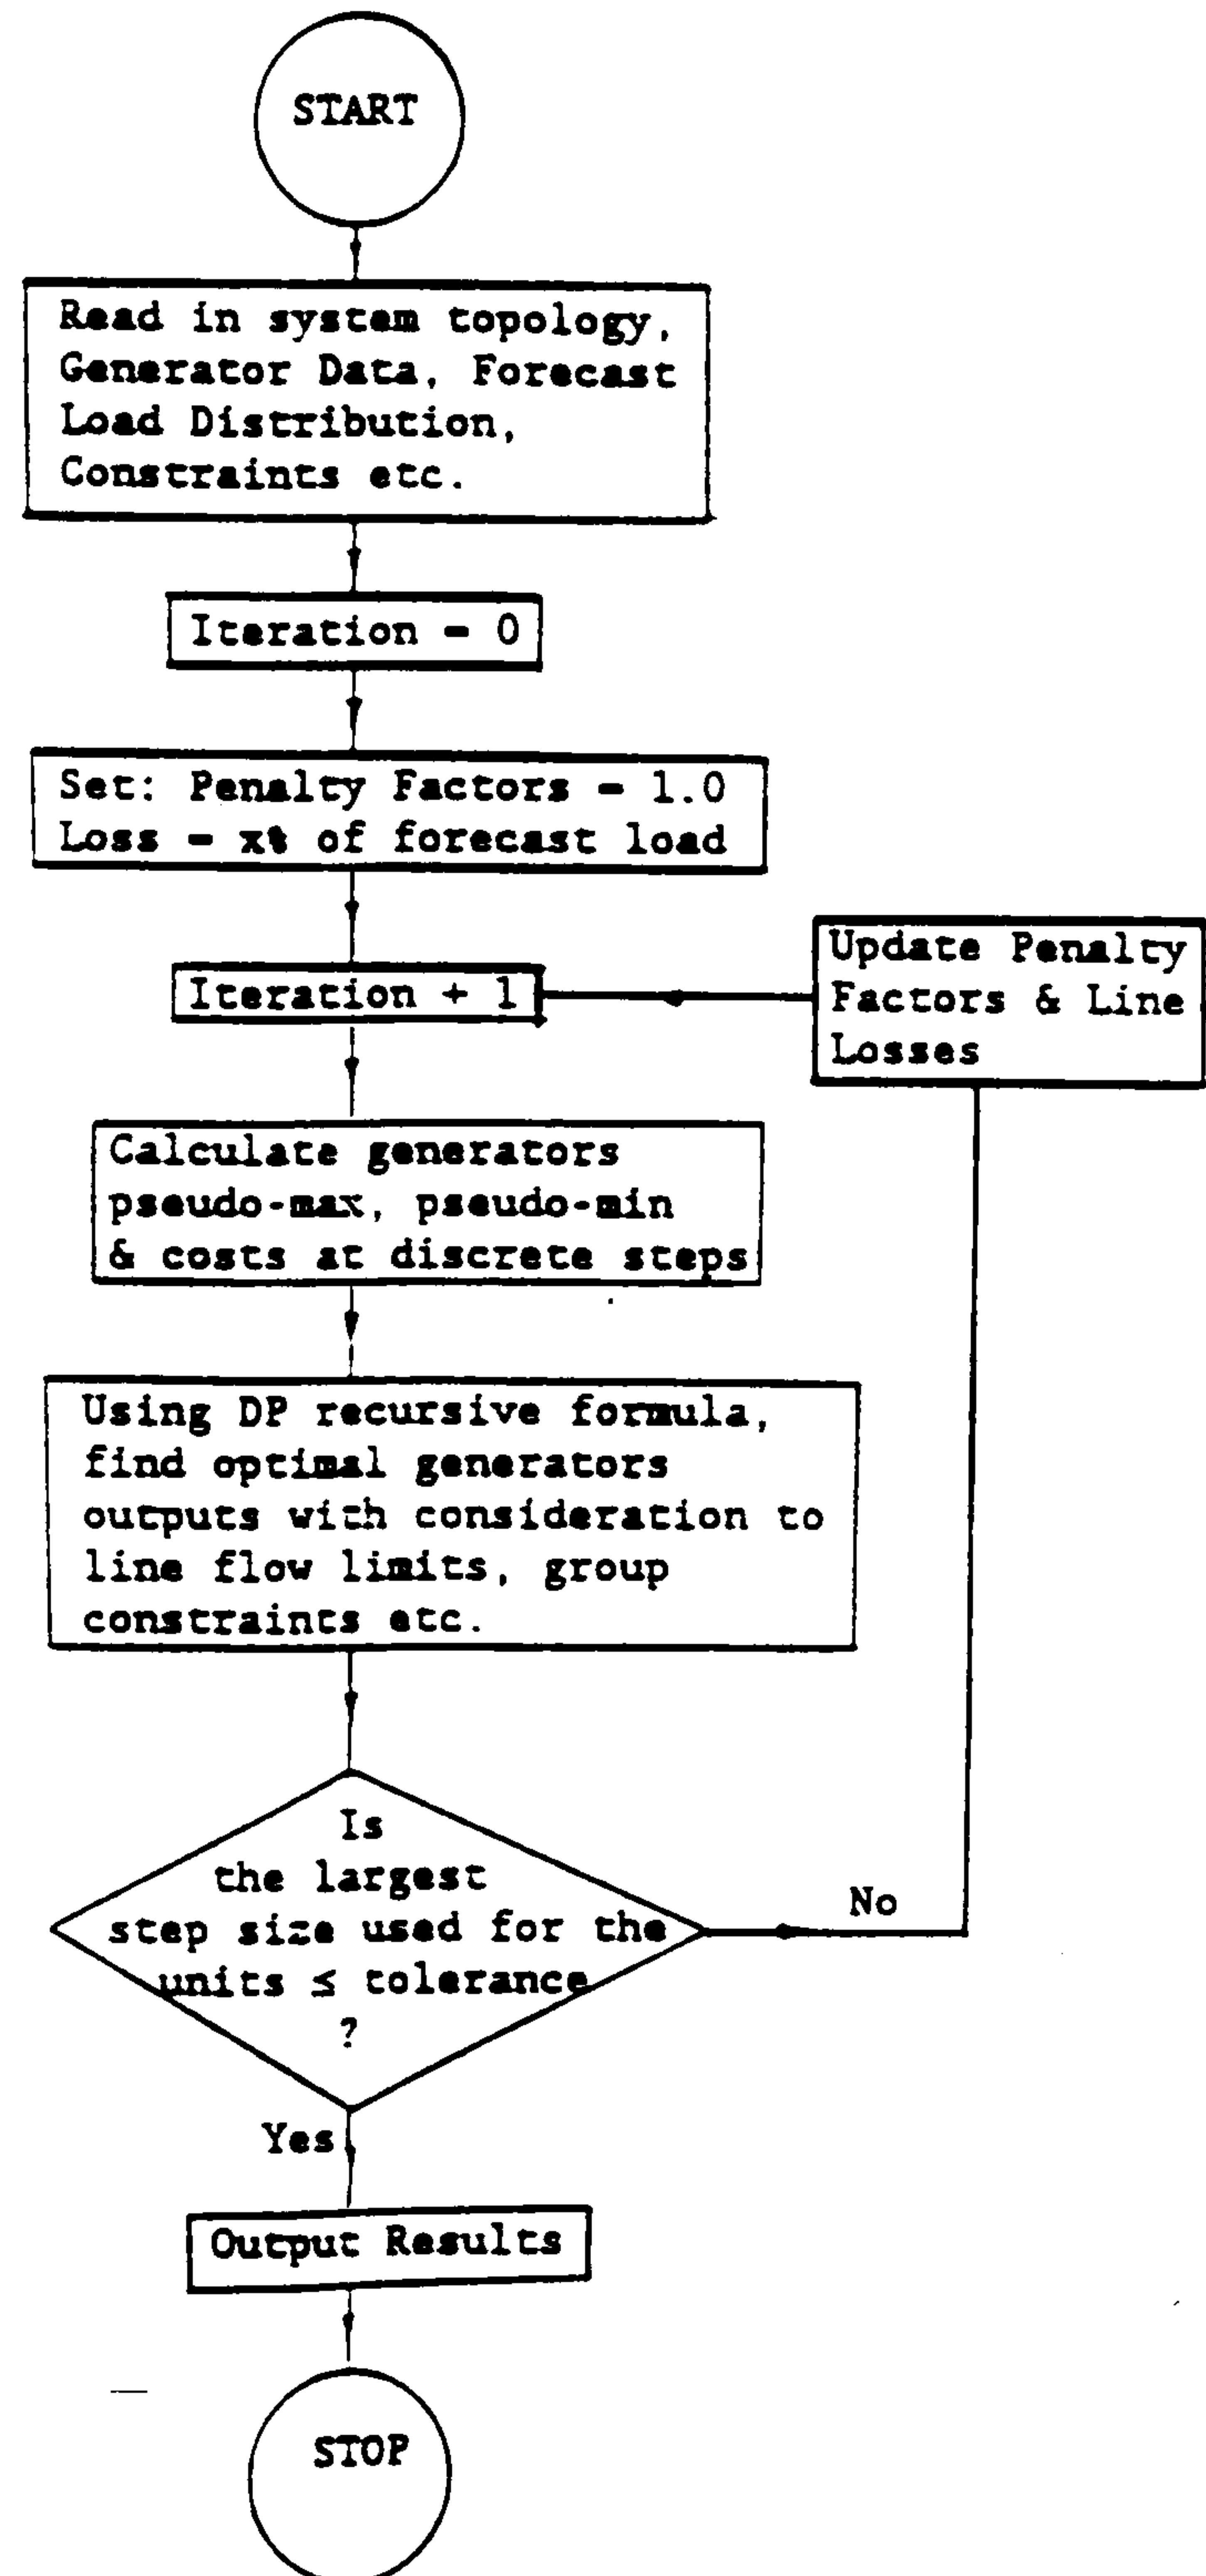 START
Read in system topology,
Generator Data, Forecast
Load Distribution,
Constraints etc.
Iteration = 0
Set: Penalty Factors = 1.0
Loss = x% of forecast load
Update Penalty
Factors & Line
Losses
Iteration + 1
Calculate generators
pseudo-max, pseudo-min
& costs at discrete steps
Using DP recursive formula,
find optimal generators
outputs with consideration to
line flow limits, group
constraints etc.
Is
the largest
step size used for the
units ≤ tolerance
?
No
Yes
Output Results
STOP